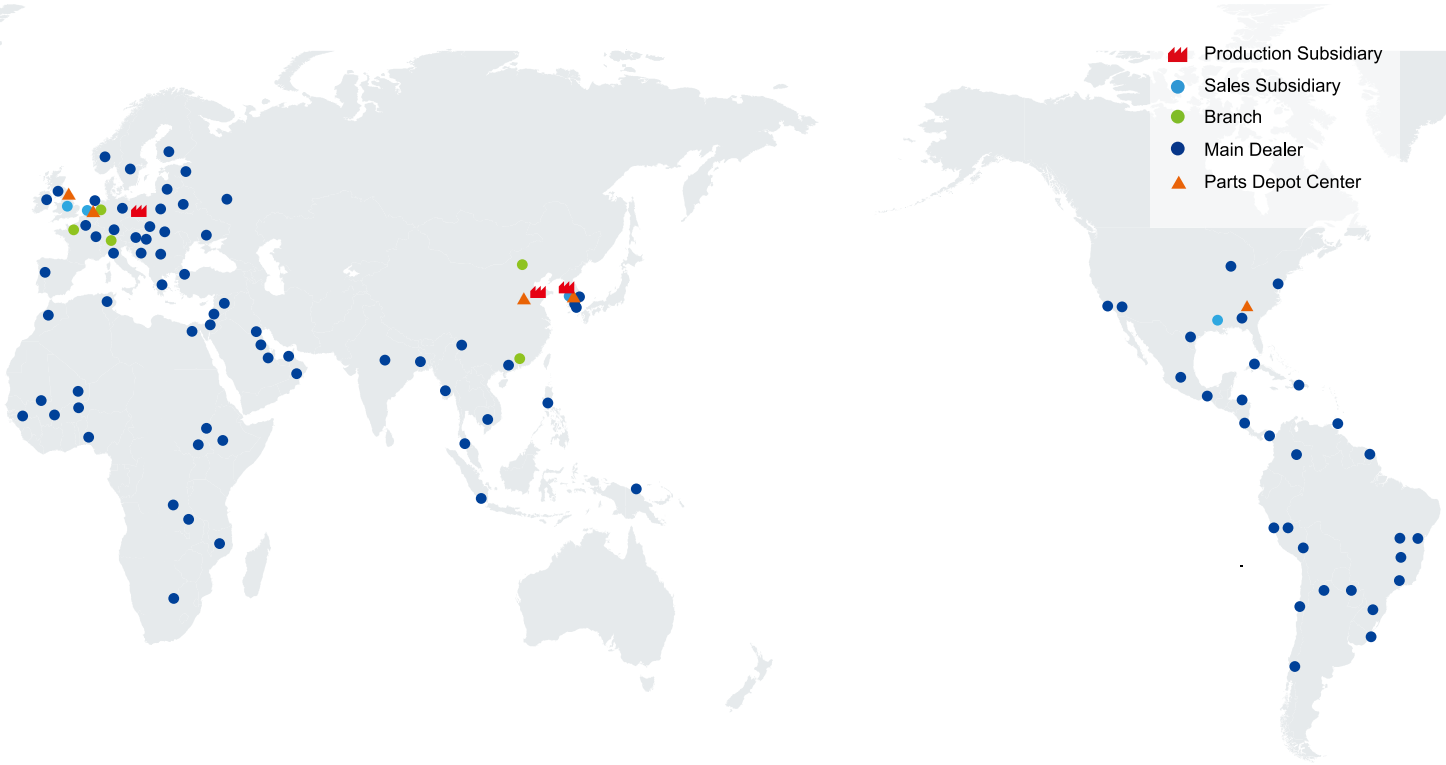 Production Subsidiary
Sales Subsidiary
Branch
Main Dealer
Parts Depot Center